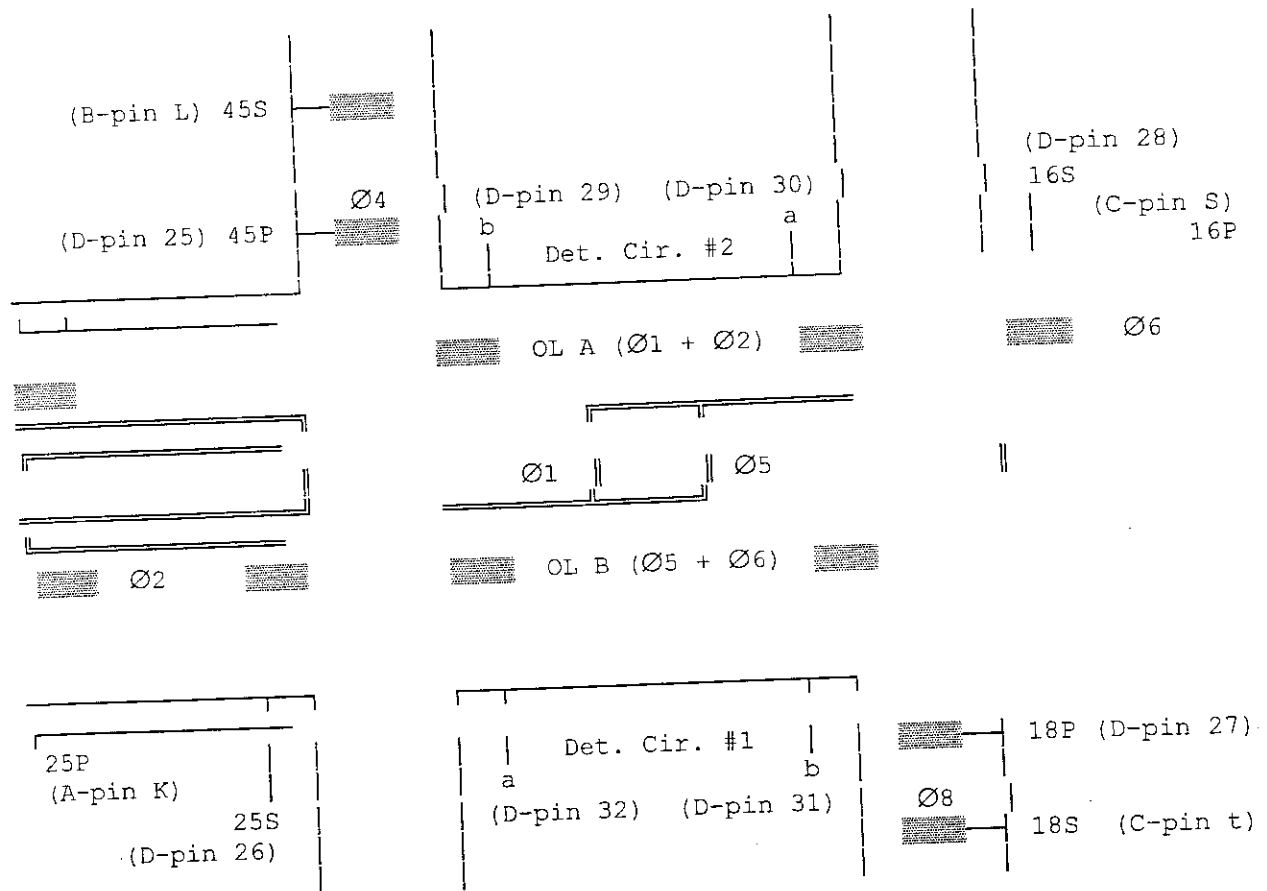 (B-pin L) 45S
(D-pin 28)
16S
Ø4
(D-pin 29) (D-pin 30)
(C-pin S)
16P
(D-pin 25) 45P
b
a
Det. Cir. #2
OL A (Ø1 + Ø2)
Ø6
Ø1
Ø5
Ø2
OL B (Ø5 + Ø6)
25P
(A-pin K)
25S
(D-pin 26)
Det. Cir. #1
a
b
(D-pin 32) (D-pin 31)
18P (D-pin 27)
Ø8
18S (C-pin t)